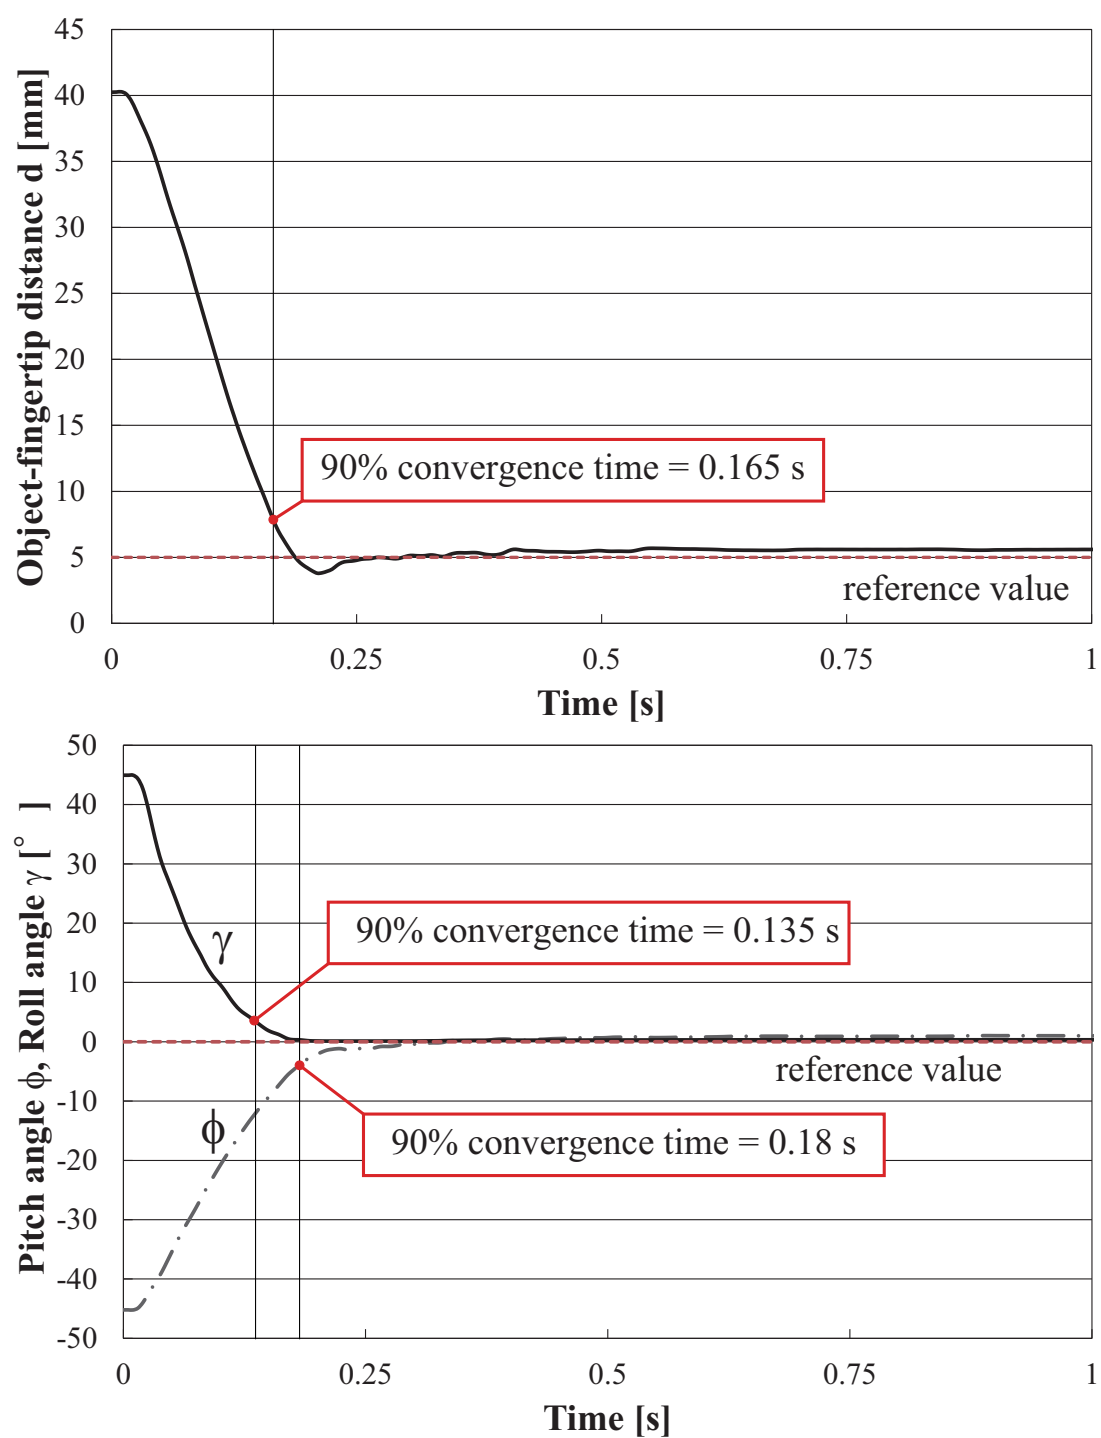 Object-fingertip distance d [mm]
45
40
35
30
25
20
15
10
5
0
90% convergence time = 0.165 s
reference value
0 0.25 0.5 0.75 1
Time [s]
Pitch angle ϕ, Roll angle γ [° ]
50
40
30
20
10
0
-10
-20
-30
-40
-50
γ
90% convergence time = 0.135 s
reference value
ϕ
90% convergence time = 0.18 s
0 0.25 0.5 0.75 1
Time [s]